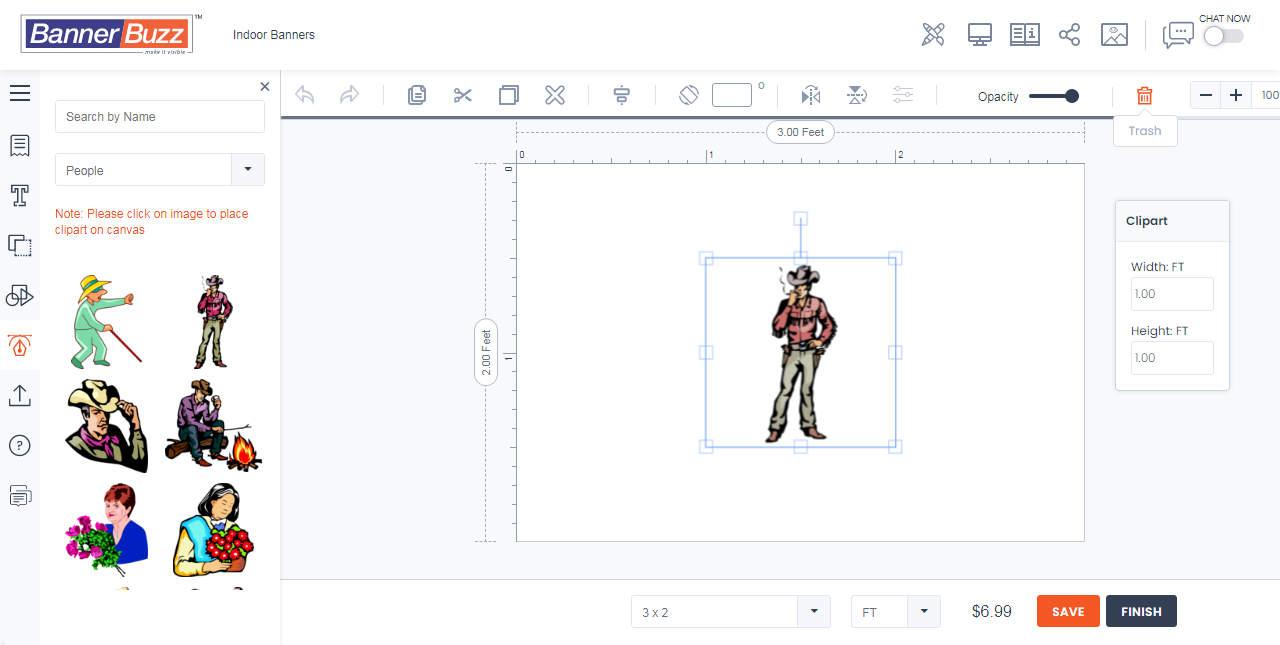 BannerBuzz™
make it visible
Indoor Banners
CHAT NOW
Search by Name
People
Note: Please click on image to place
clipart on canvas
O
Opacity
100
Trash
3.00 Feet
0
1
2
0
1
2.00 Feet
Clipart
Width: FT
1.00
Height: FT
1.00
3 x 2
FT
$6.99
SAVE
FINISH